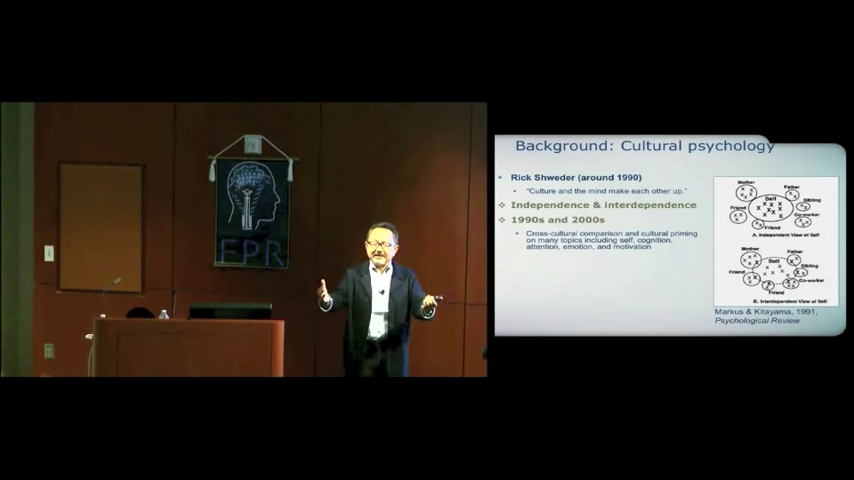 FPR
Background: Cultural psychology
Rick Shweder (around 1990)
"Culture and the mind make each other up."
Independence & interdependence
1990s and 2000s
Cross-cultural comparison and cultural priming
on many topics including self, cognition,
attention, emotion, and motivation
Mother
Father
Self
Sibling
Friend
Co-worker
Friend
A. Independent View of Self
Mother
Father
Self
Sibling
Friend
Co-worker
Friend
B. Interdependent View of Self
Markus & Kitayama, 1991,
Psychological Review